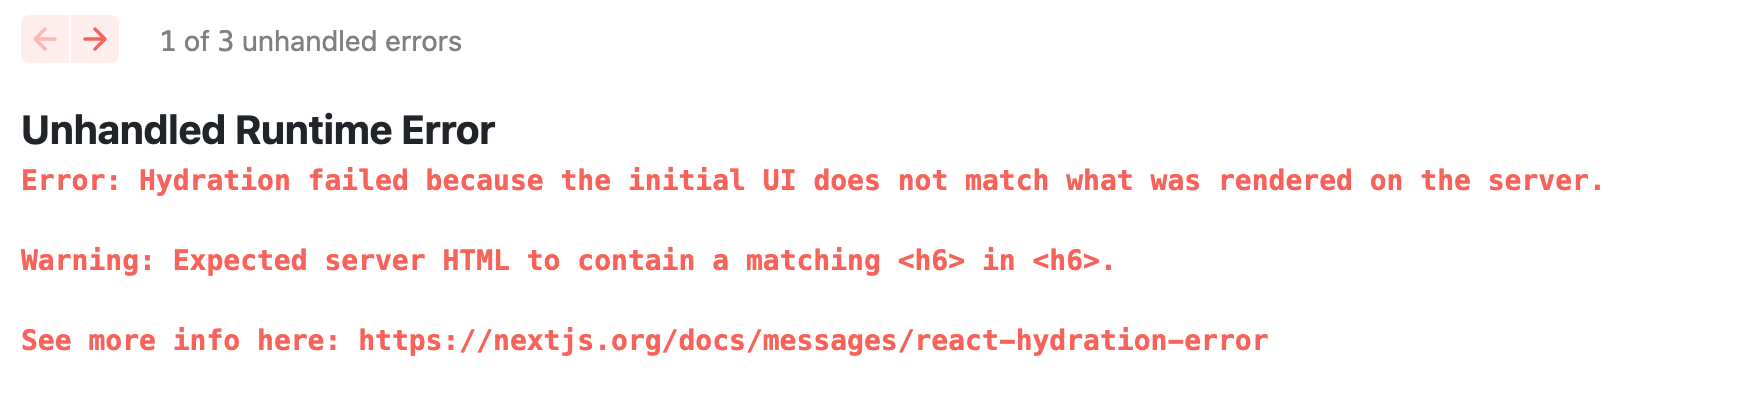 1 of 3 unhandled errors
Unhandled Runtime Error
Error: Hydration failed because the initial UI does not match what was rendered on the server.
Warning: Expected server HTML to contain a matching <h6> in <h6>.
See more info here: https://nextjs.org/docs/messages/react-hydration-error